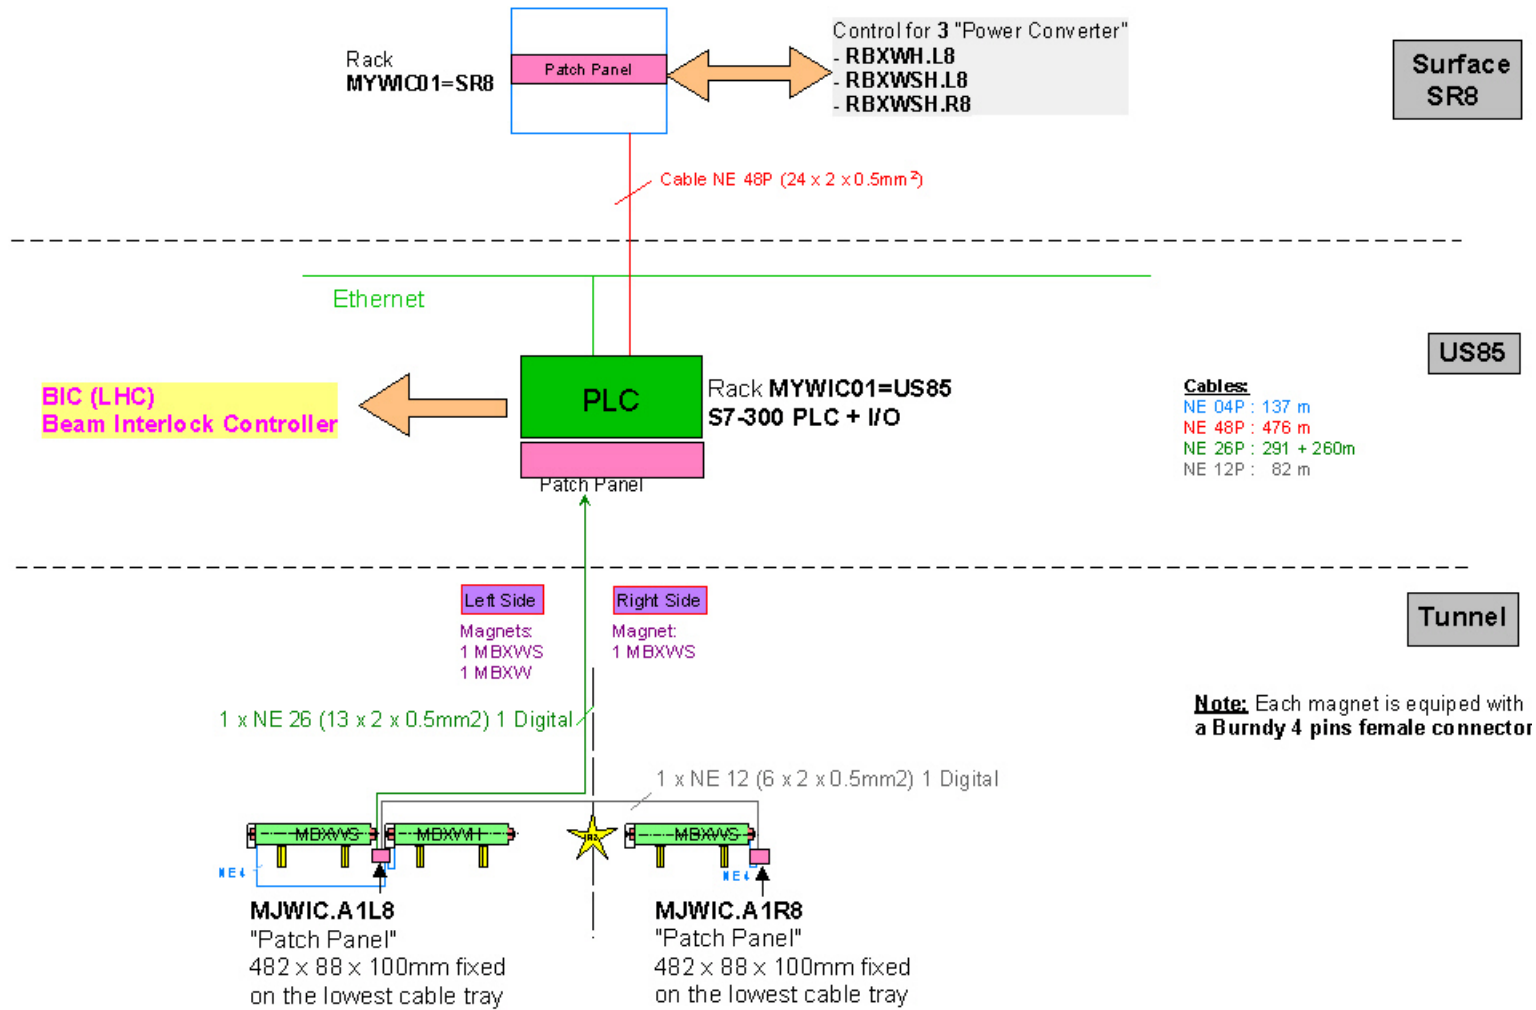 Rack
MYWIC01=SR8
Patch Panel
Control for 3 "Power Converter"
- RBXWH.L8
- RBXWSH.L8
- RBXWSH.R8
Surface
SR8
Cable NE 48P (24 x 2 x 0.5mm²)
Ethernet
US85
BIC (LHC)
Beam Interlock Controller
PLC
Rack MYWIC01=US85
S7-300 PLC + I/O
Patch Panel
Cables:
NE 04P : 137 m
NE 48P : 476 m
NE 26P : 291 + 260m
NE 12P : 82 m
Left Side
Magnets:
1 MBXWS
1 MBXW
Right Side
Magnet:
1 MBXWS
Tunnel
Note: Each magnet is equiped with
a Burndy 4 pins female connector
1 x NE 26 (13 x 2 x 0.5mm2) 1 Digital
1 x NE 12 (6 x 2 x 0.5mm2) 1 Digital
MBXWS
MBXWH
MBXWS
NE4
NE4
MJWIC.A1L8
"Patch Panel"
482 x 88 x 100mm fixed
on the lowest cable tray
MJWIC.A1R8
"Patch Panel"
482 x 88 x 100mm fixed
on the lowest cable tray